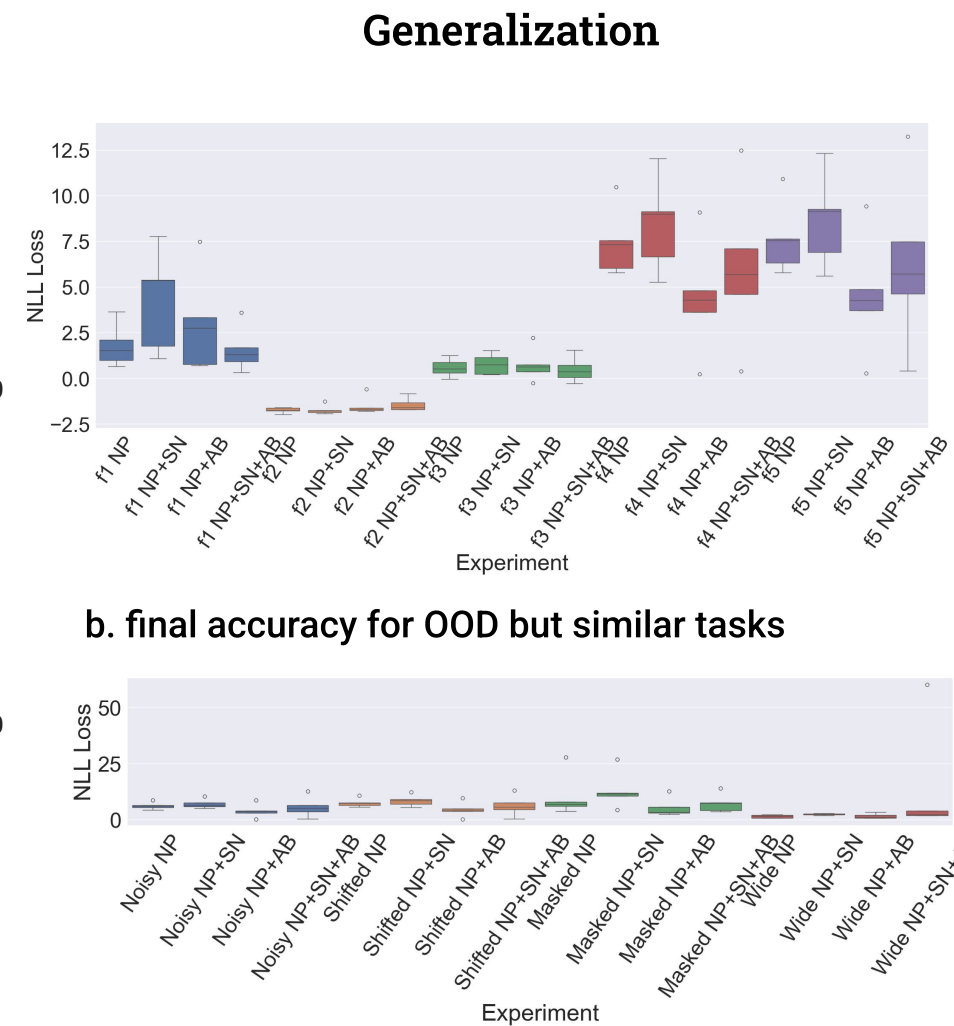 Generalization
12.5
10.0
7.5
5.0
2.5
0.0
−2.5
NLL Loss
f1 NP
f1 NP+SN
f1 NP+AB
f1 NP+SN+AB
f2 NP
f2 NP+SN
f2 NP+AB
f2 NP+SN+AB
f3 NP
f3 NP+SN
f3 NP+AB
f3 NP+SN+AB
f4 NP
f4 NP+SN
f4 NP+AB
f4 NP+SN+AB
f5 NP
f5 NP+SN
f5 NP+AB
f5 NP+SN+AB
Experiment
b. final accuracy for OOD but similar tasks
50
25
0
NLL Loss
Noisy NP
Noisy NP+SN
Noisy NP+AB
Noisy NP+SN+AB
Shifted NP
Shifted NP+SN
Shifted NP+AB
Shifted NP+SN+AB
Masked NP
Masked NP+SN
Masked NP+AB
Masked NP+SN+AB
Wide NP
Wide NP+SN
Wide NP+AB
Wide NP+SN+
Experiment